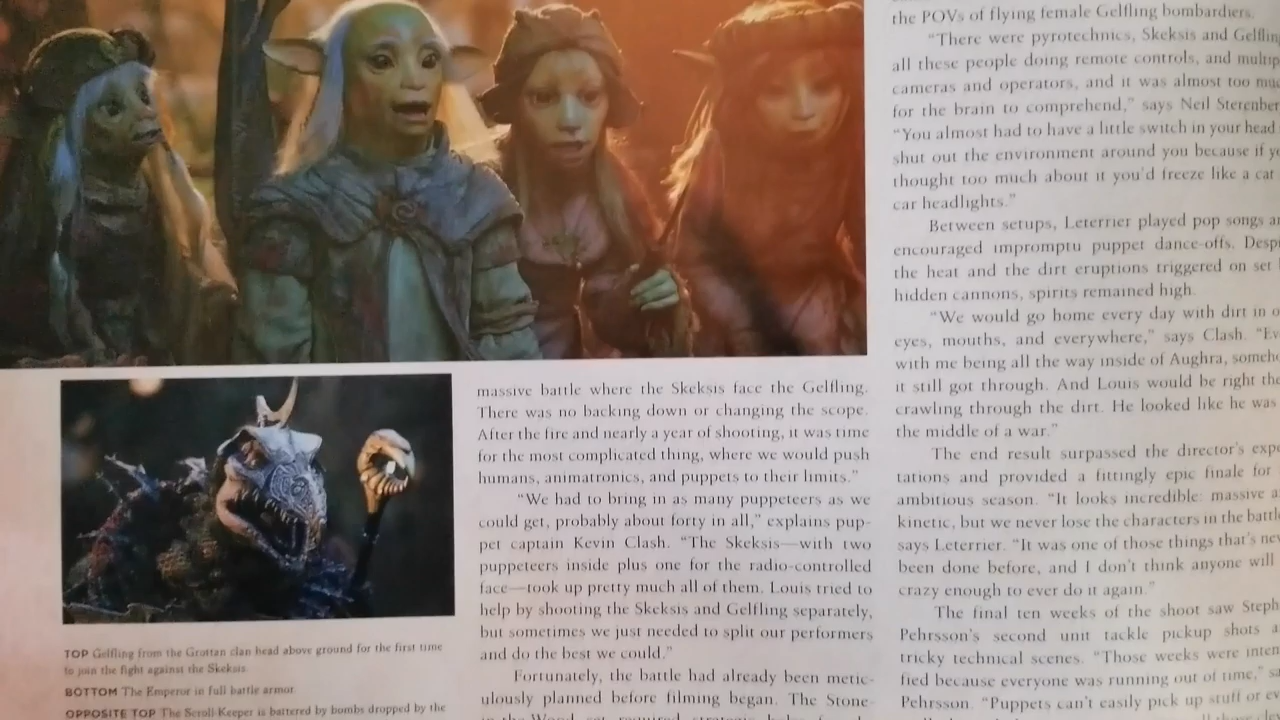 massive battle where the Skeksis face the Gelfling.
There was no backing down or changing the scope.
After the fire and nearly a year of shooting, it was time
for the most complicated thing, where we would push
humans, animatronics, and puppets to their limits."
"We had to bring in as many puppeteers as we
could get, probably about forty in all," explains pup-
pet captain Kevin Clash. "The Skeksis—with two
puppeteers inside plus one for the radio-controlled
face—took up pretty much all of them. Louis tried to
help by shooting the Skeksis and Gelfling separately,
but sometimes we just needed to split our performers
and do the best we could."
Fortunately, the battle had already been metic-
ulously planned before filming began. The Stone-
TOP Gelfling from the Grottan clan head above ground for the first time
to join the fight against the Skeksis.
BOTTOM The Emperor in full battle armor.
OPPOSITE TOP The Scroll-Keeper is battered by bombs dropped by the
the POVs of flying female Gelfling bombardiers.
"There were pyrotechnics, Skeksis and Gelfling
all these people doing remote controls, and
cameras and operators, and it was almost too
for the brain to comprehend," says Neil
"You almost had to have a little switch in your head
shut out the environment around you because if
thought too much about it you'd freeze like a car
car headlights."
Between setups, Leterrier played pop songs
encouraged impromptu puppet dance-offs.
the heat and the dirt eruptions triggered on set
hidden cannons, spirits remained high.
"We would go home every day with dirt in
eyes, mouths, and everywhere," says Clash.
with me being all the way inside of Aughra,
it still got through. And Louis would be right
crawling through the dirt. He looked like he was
the middle of a war."
The end result surpassed the director's
tations and provided a fittingly epic finale for
ambitious season. "It looks incredible: massive
kinetic, but we never lose the characters in the
says Leterrier. "It was one of those things that's
been done before, and I don't think anyone will
crazy enough to ever do it again."
The final ten weeks of the shoot saw
Pehrsson's second unit tackle pickup shots
tricky technical scenes. "Those weeks were
fied because everyone was running out of time,"
Pehrsson. "Puppets can't easily pick up stuff or